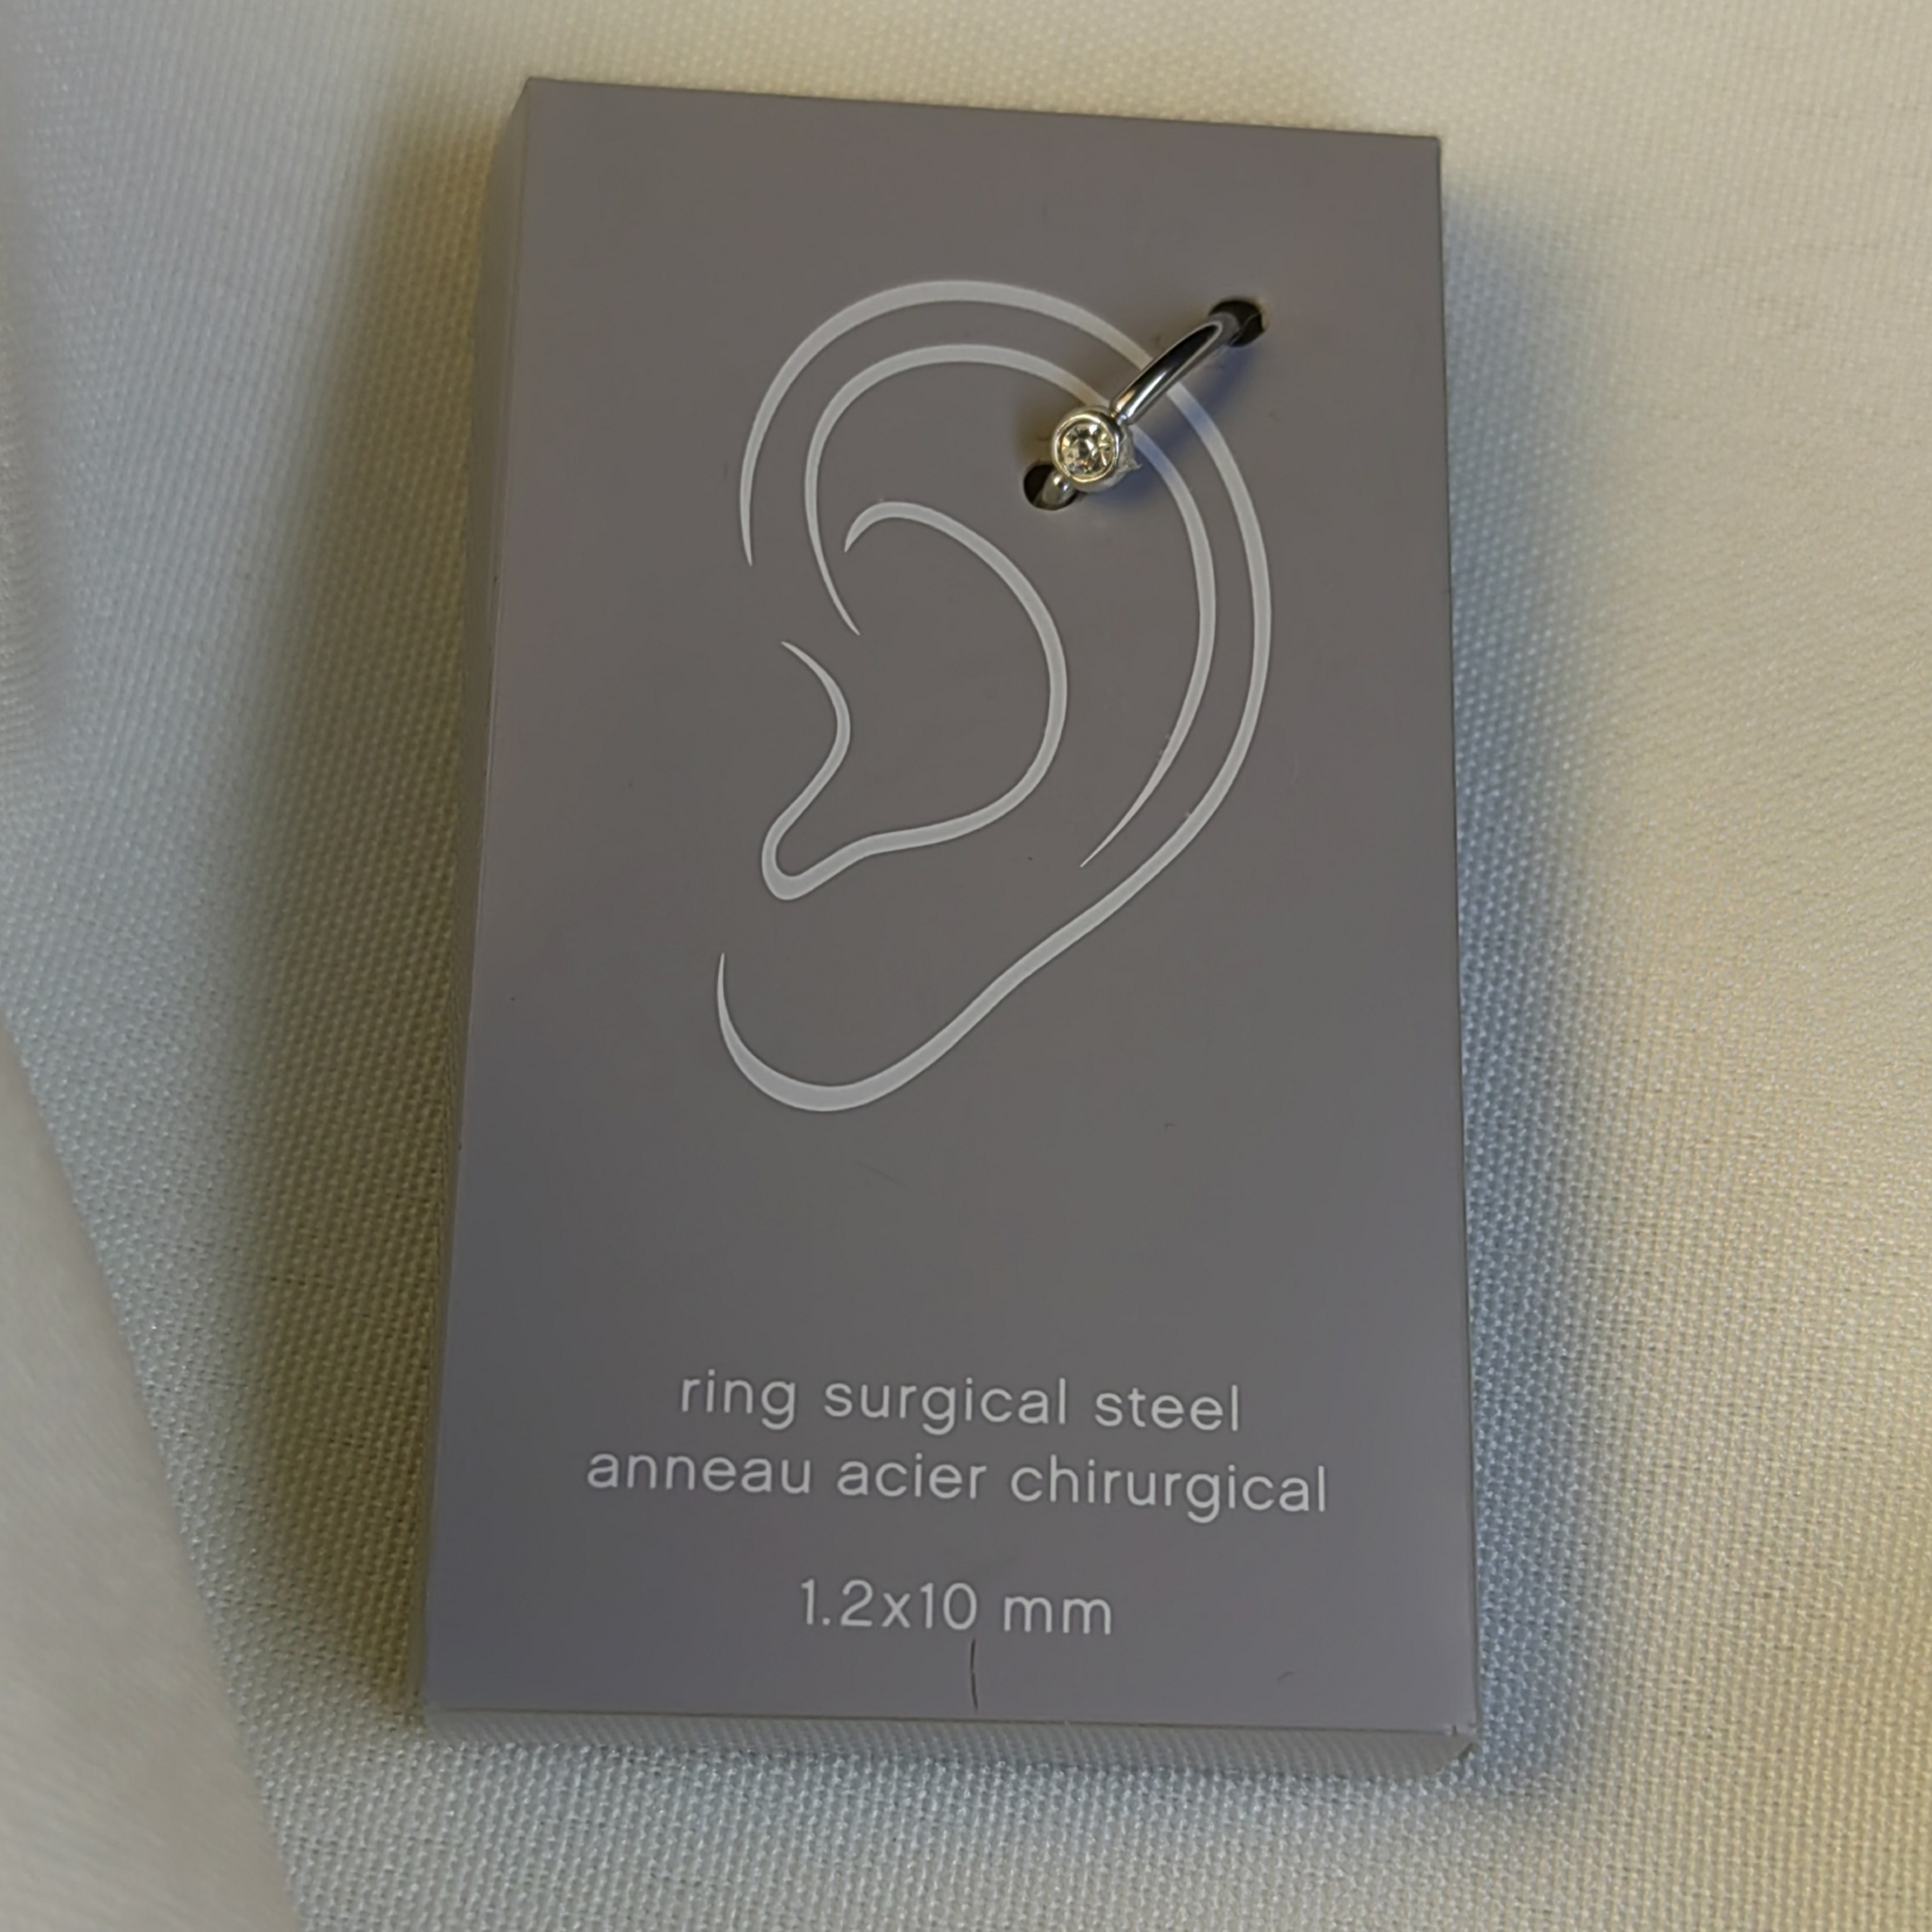 ring surgical steel
anneau acier chirurgical
1.2x10 mm